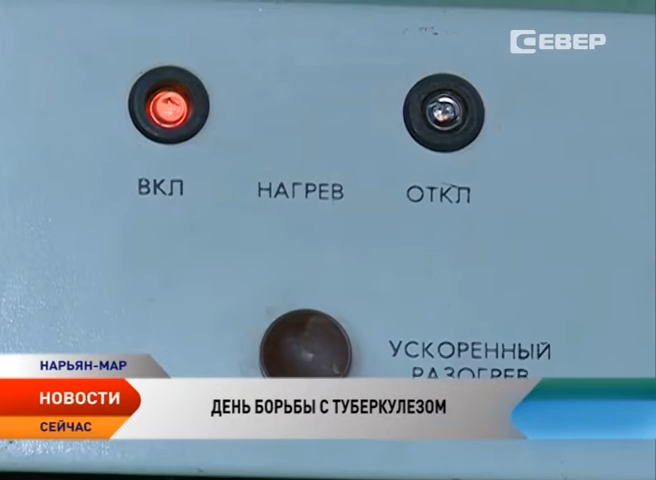 СЕВЕР
ВКЛ НАГРЕВ ОТКЛ
УСКОРЕННЫЙ
РАЗОГРЕВ
НАРЬЯН-МАР
НОВОСТИ
СЕЙЧАС
ДЕНЬ БОРЬБЫ С ТУБЕРКУЛЕЗОМ